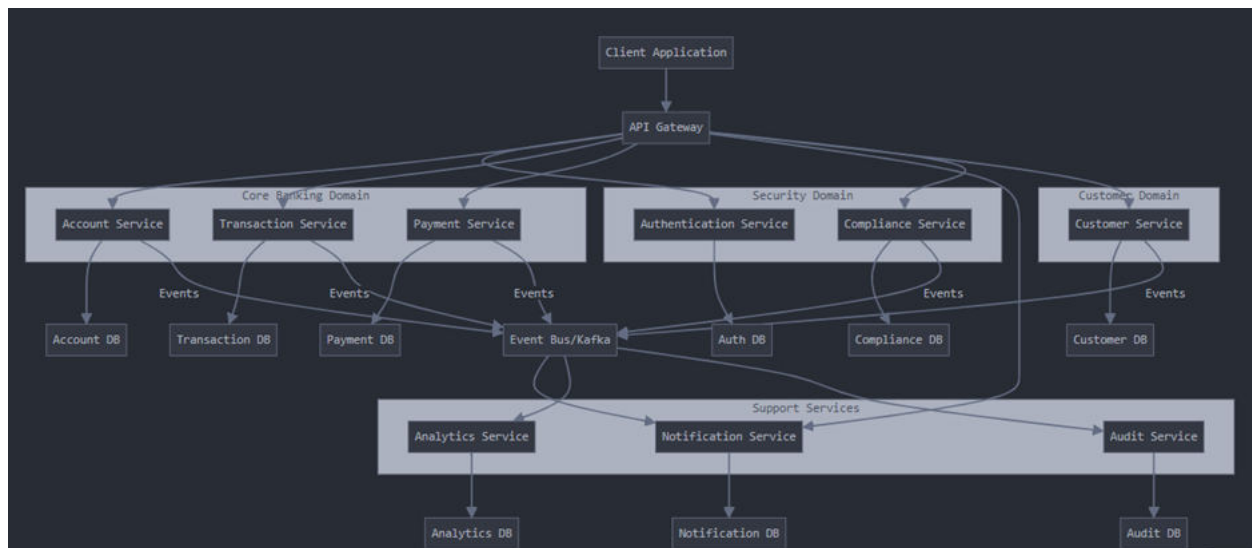 Client Application
API Gateway
Core Banking Domain
Security Domain
Customer Domain
Account Service
Transaction Service
Payment Service
Authentication Service
Compliance Service
Customer Service
Events
Events
Events
Events
Events
Account DB
Transaction DB
Payment DB
Event Bus/Kafka
Auth DB
Compliance DB
Customer DB
Support Services
Analytics Service
Notification Service
Audit Service
Analytics DB
Notification DB
Audit DB